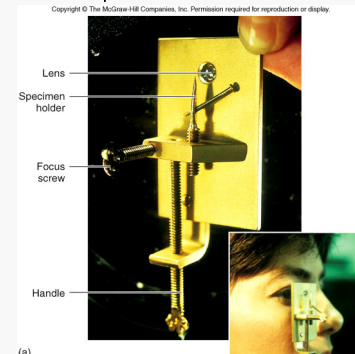 Copyright © The McGraw-Hill Companies, Inc. Permission required for reproduction or display.
Lens
Specimen
holder
Focus
screw
Handle
(a)